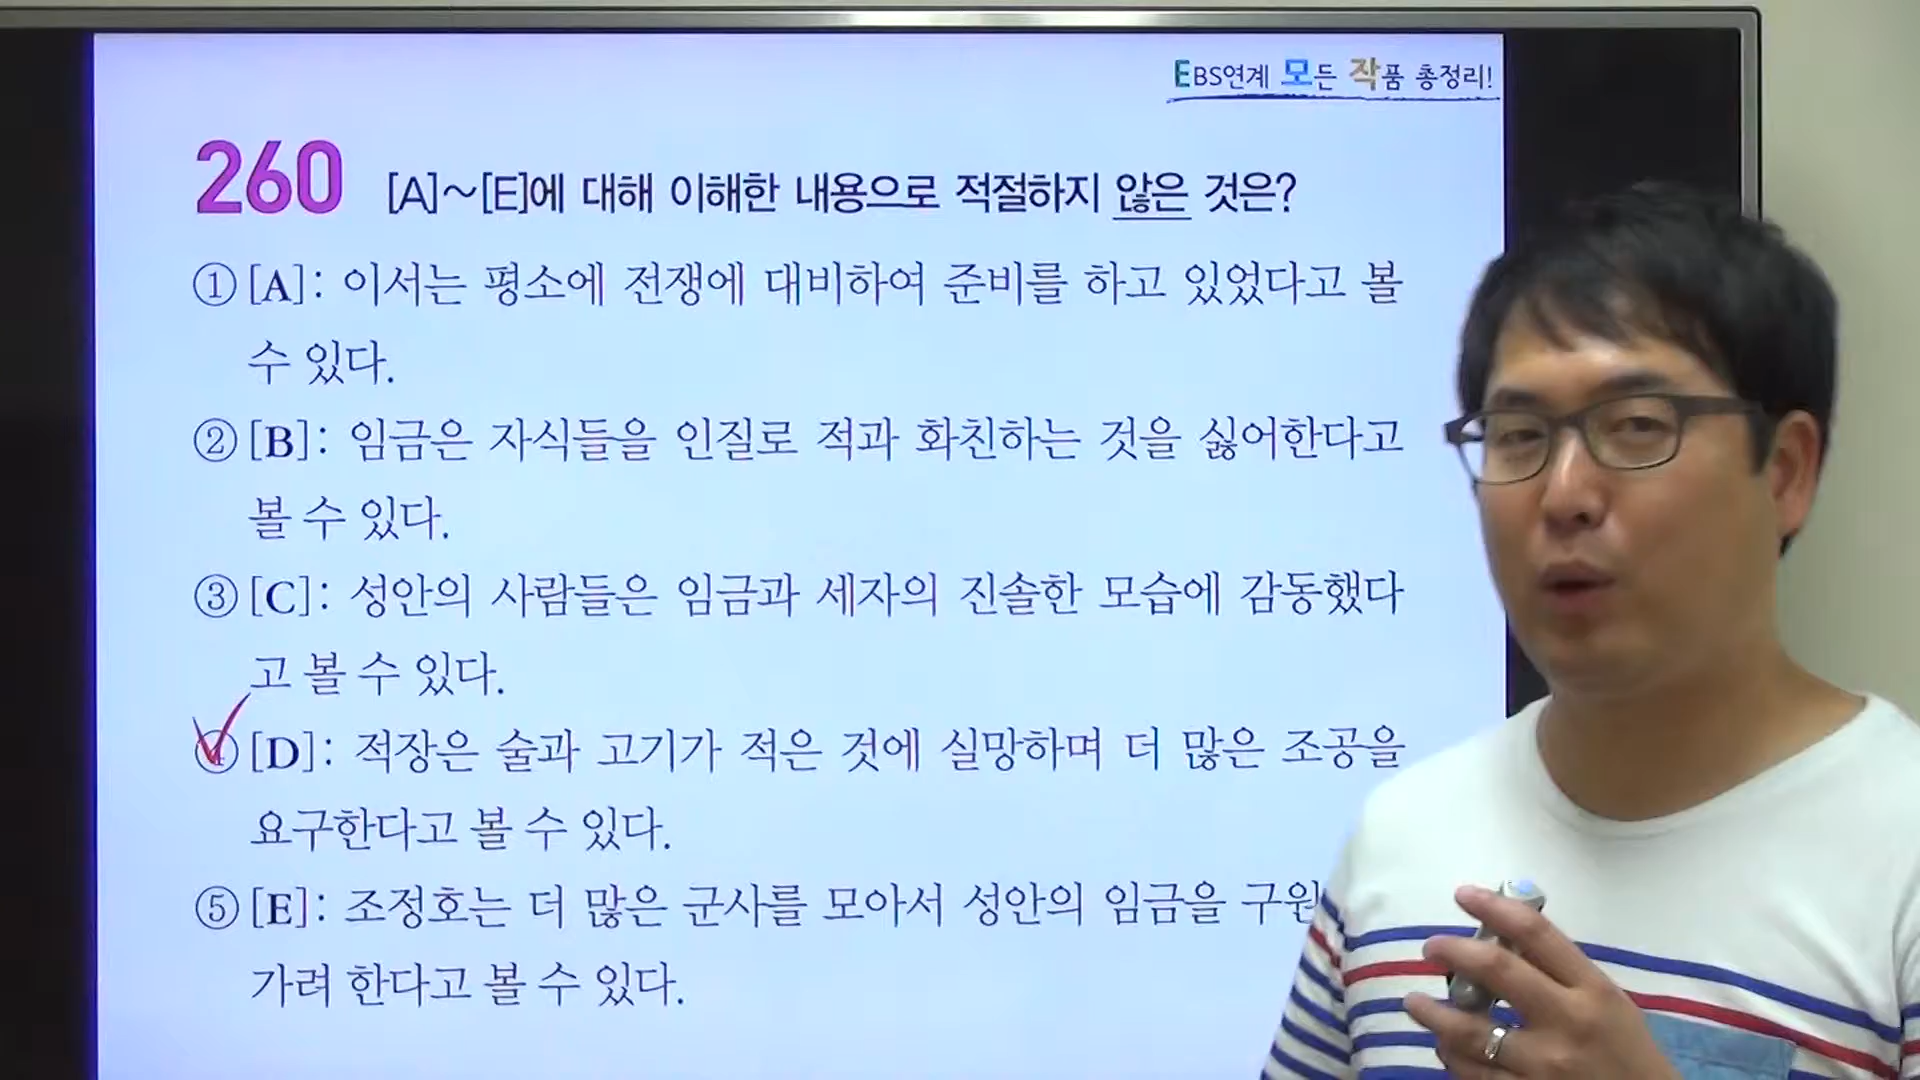 EBS연계 모든 작품 총정리!
260 [A]~[E]에 대해 이해한 내용으로 적절하지 않은 것은?
① [A]: 이서는 평소에 전쟁에 대비하여 준비를 하고 있었다고 볼
수 있다.
② [B]: 임금은 자식들을 인질로 적과 화친하는 것을 싫어한다고
볼 수 있다.
③ [C]: 성안의 사람들은 임금과 세자의 진솔한 모습에 감동했다
고 볼 수 있다.
④ [D]: 적장은 술과 고기가 적은 것에 실망하며 더 많은 조공을
요구한다고 볼 수 있다.
⑤ [E]: 조정호는 더 많은 군사를 모아서 성안의 임금을 구원
가려 한다고 볼 수 있다.